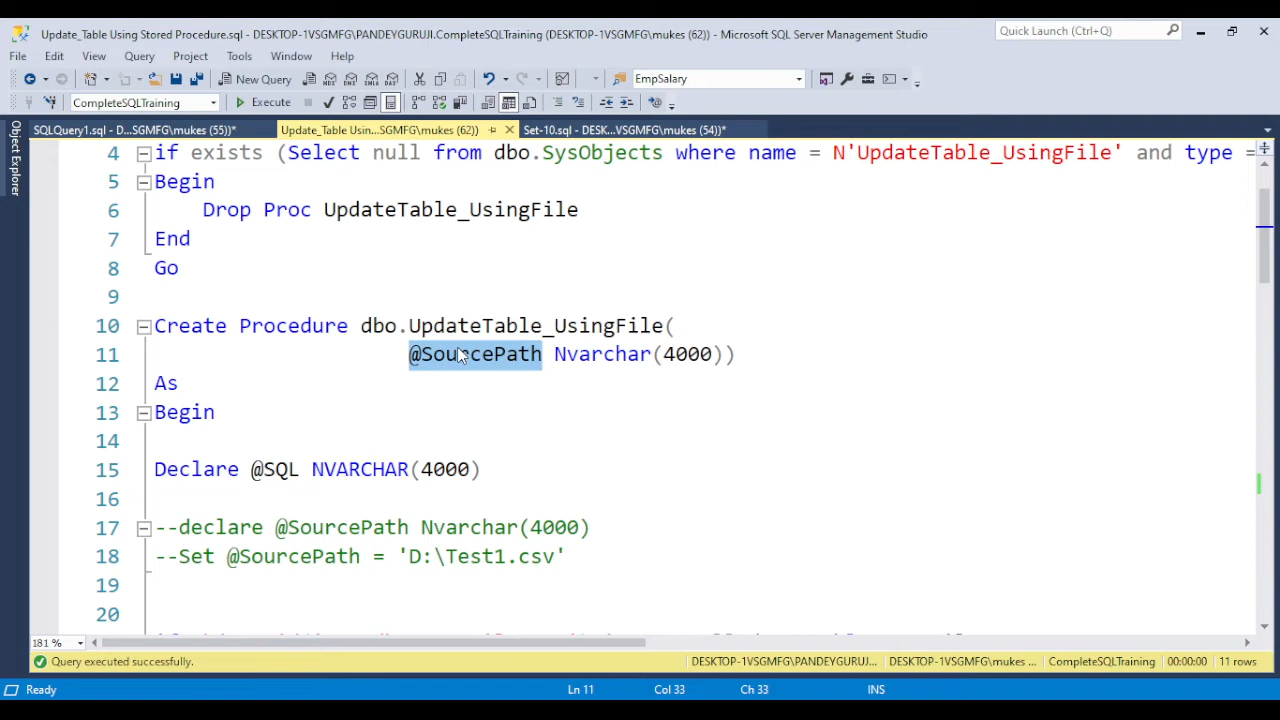 Update_Table Using Stored Procedure.sql - DESKTOP-1VSGMFG\PANDEYGURUJI.CompleteSQLTraining (DESKTOP-1VSGMFG\mukes (62)) - Microsoft SQL Server Management Studio
Quick Launch (Ctrl+Q)
File Edit View Query Project Tools Window Help
New Query EmpSalary
CompleteSQLTraining Execute
SQLQuery1.sql - D...SGMFG\mukes (55))* Update_Table Usin...SGMFG\mukes (62)) Set-10.sql - DESK...VSGMFG\mukes (54))*
Object Explorer
4 if exists (Select null from dbo.SysObjects where name = N'UpdateTable_UsingFile' and type =
5 Begin
6 Drop Proc UpdateTable_UsingFile
7 End
8 Go
9
10 Create Procedure dbo.UpdateTable_UsingFile(
11 @SourcePath Nvarchar(4000))
12 As
13 Begin
14
15 Declare @SQL NVARCHAR(4000)
16
17 --declare @SourcePath Nvarchar(4000)
18 --Set @SourcePath = 'D:\Test1.csv'
19
20
181 %
Query executed successfully. DESKTOP-1VSGMFG\PANDEYGURUJI... DESKTOP-1VSGMFG\mukes ... CompleteSQLTraining 00:00:00 11 rows
Ready Ln 11 Col 33 Ch 33 INS